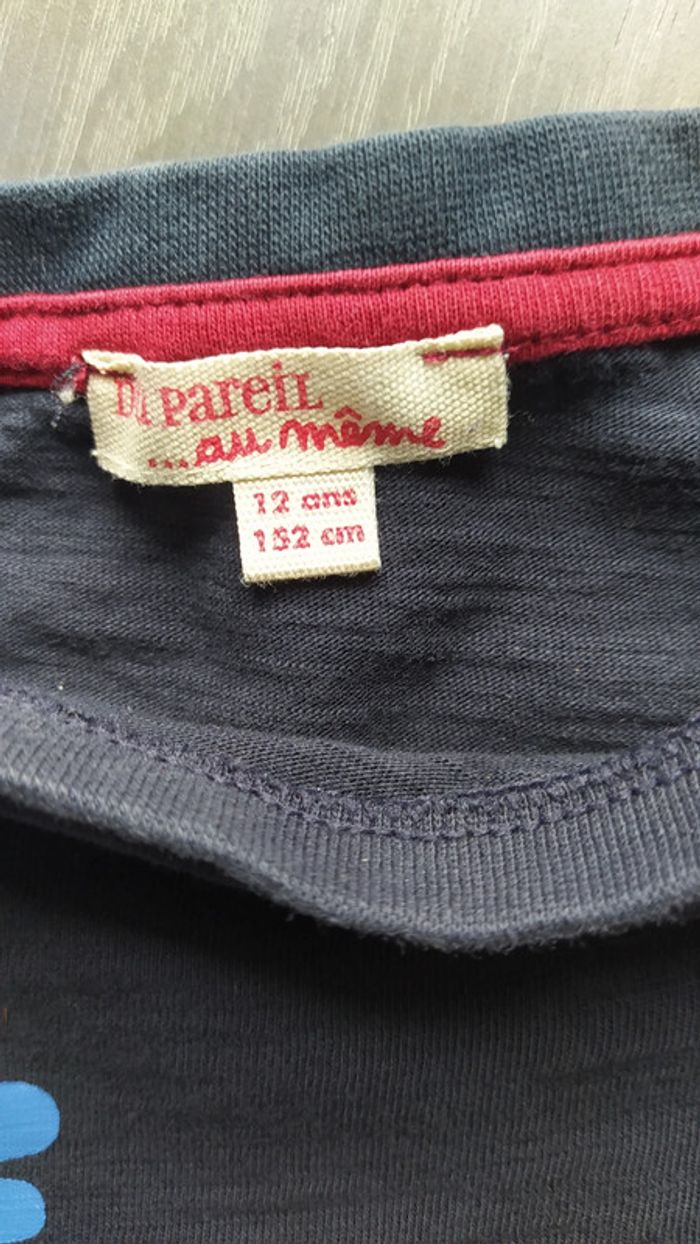 Du Pareil
...au même
12 ans
152 cm